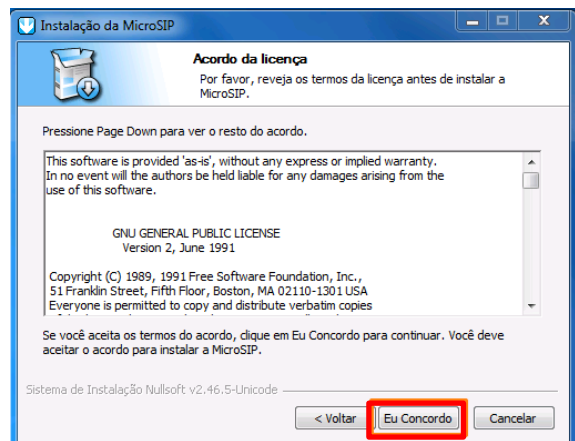 Instalação da MicroSIP
Acordo da licença
Por favor, reveja os termos da licença antes de instalar a
MicroSIP.
Pressione Page Down para ver o resto do acordo.
This software is provided 'as-is', without any express or implied warranty.
In no event will the authors be held liable for any damages arising from the
use of this software.
GNU GENERAL PUBLIC LICENSE
Version 2, June 1991
Copyright (C) 1989, 1991 Free Software Foundation, Inc.,
51 Franklin Street, Fifth Floor, Boston, MA 02110-1301 USA
Everyone is permitted to copy and distribute verbatim copies
Se você aceita os termos do acordo, clique em Eu Concordo para continuar. Você deve
aceitar o acordo para instalar a MicroSIP.
Sistema de Instalação Nullsoft v2.46.5-Unicode
< Voltar
Eu Concordo
Cancelar